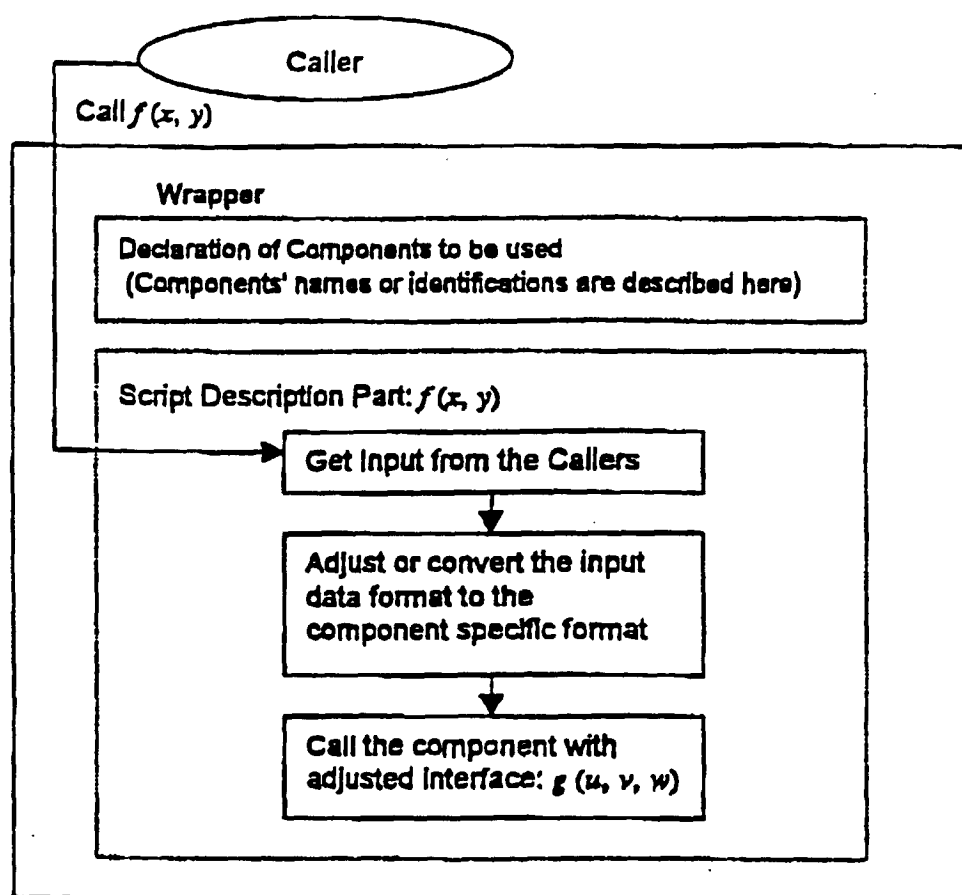 Caller
Call f (x, y)
Wrapper
Declaration of Components to be used
(Components' names or identifications are described here)
Script Description Part: f (x, y)
Get Input from the Callers
Adjust or convert the input
data format to the
component specific format
Call the component with
adjusted interface: g (u, v, w)